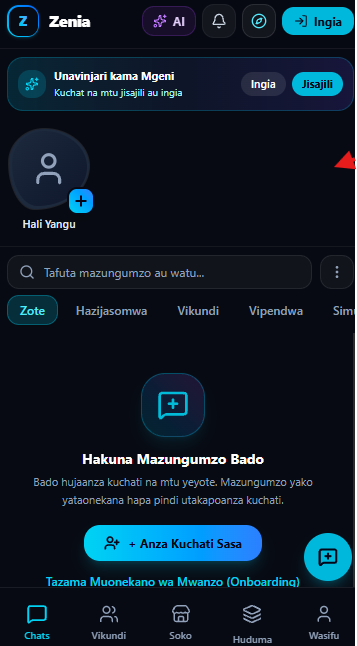 Z Zenia AI Ingia
Unavinjari kama Mgeni
Kuchat na mtu jisajili au ingia
Ingia Jisajili
Hali Yangu
Tafuta mazungumzo au watu...
Zote Hazijasomwa Vikundi Vipendwa Simu
Hakuna Mazungumzo Bado
Bado hujaanza kuchati na mtu yeyote. Mazungumzo yako
yataonekana hapa pindi utakapoanza kuchati.
+ Anza Kuchati Sasa
Tazama Muonekano wa Mwanzo (Onboarding)
Chats Vikundi Soko Huduma Wasifu